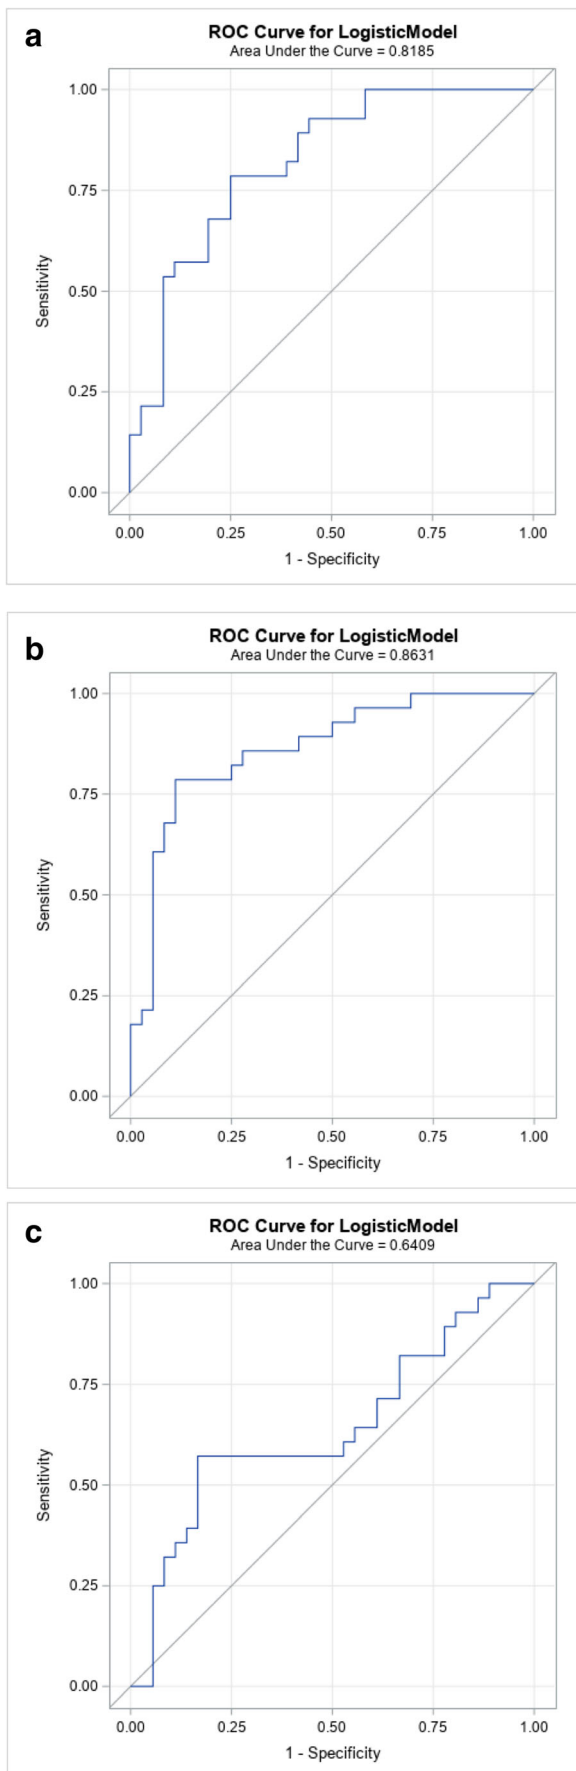 a
ROC Curve for LogisticModel
Area Under the Curve = 0.8185
1.00
0.75
0.50
0.25
0.00
Sensitivity
0.00 0.25 0.50 0.75 1.00
1 - Specificity
b
ROC Curve for LogisticModel
Area Under the Curve = 0.8631
1.00
0.75
0.50
0.25
0.00
Sensitivity
0.00 0.25 0.50 0.75 1.00
1 - Specificity
c
ROC Curve for LogisticModel
Area Under the Curve = 0.6409
1.00
0.75
0.50
0.25
0.00
Sensitivity
0.00 0.25 0.50 0.75 1.00
1 - Specificity